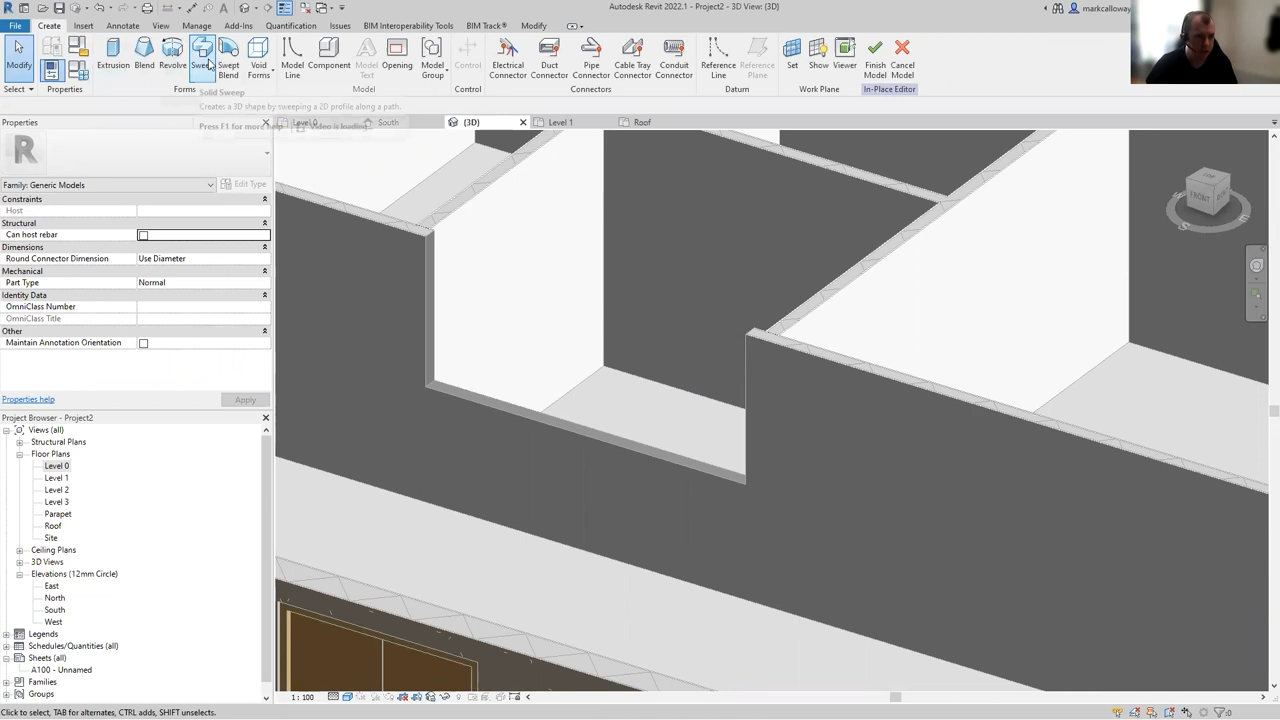 Autodesk Revit 2022.1 - Project2 - 3D View: {3D}
markcalloway
File Create Insert Annotate View Manage Add-Ins Quantification Issues BIM Interoperability Tools BIM Track® Modify
Modify Extrusion Blend Revolve Sweep Swept Blend Void Forms Model Line Component Model Text Opening Model Group Control Electrical Connector Duct Connector Pipe Connector Cable Tray Connector Conduit Connector Reference Line Reference Plane Set Show Viewer Finish Model Cancel Model
Select Properties Forms Model Control Connectors Datum Work Plane In-Place Editor
Solid Sweep
Creates a 3D shape by sweeping a 2D profile along a path.
Press F1 for more help
Video is loading
Level 0 South {3D} Level 1 Roof
Properties
Family: Generic Models Edit Type
Constraints
Host
Structural
Can host rebar
Dimensions
Round Connector Dimension Use Diameter
Mechanical
Part Type Normal
Identity Data
OmniClass Number
OmniClass Title
Other
Maintain Annotation Orientation
Properties help Apply
Project Browser - Project2
Views (all)
Structural Plans
Floor Plans
Level 0
Level 1
Level 2
Level 3
Parapet
Roof
Site
Ceiling Plans
3D Views
Elevations (12mm Circle)
East
North
South
West
Legends
Schedules/Quantities (all)
Sheets (all)
A100 - Unnamed
Families
Groups
TOP
FRONT
S
E
1 : 100
Click to select, TAB for alternates, CTRL adds, SHIFT unselects.
:0